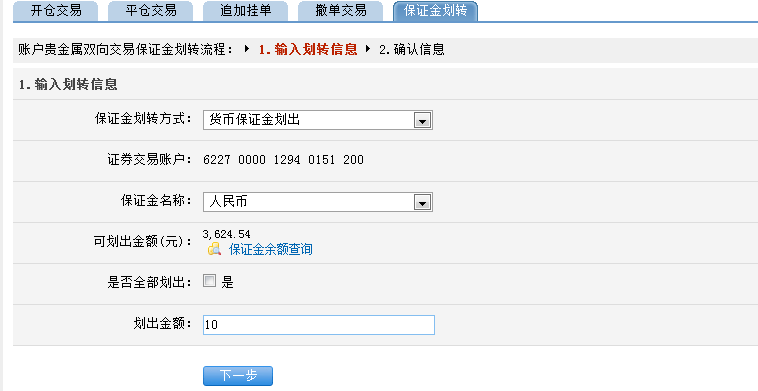 开仓交易 平仓交易 追加挂单 撤单交易 保证金划转
账户贵金属双向交易保证金划转流程： 1.输入划转信息 2.确认信息
1.输入划转信息
保证金划转方式： 货币保证金划出
证券交易账户： 6227 0000 1294 0151 200
保证金名称： 人民币
可划出金额(元)： 3,624.54
保证金余额查询
是否全部划出： 是
划出金额： 10
下一步